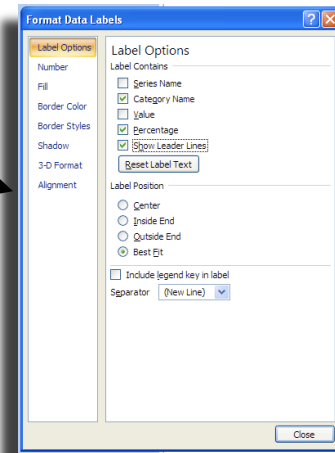 Format Data Labels
Label Options
Number
Fill
Border Color
Border Styles
Shadow
3-D Format
Alignment
Label Options
Label Contains
Series Name
Category Name
Value
Percentage
Show Leader Lines
Reset Label Text
Label Position
Center
Inside End
Outside End
Best Fit
Include legend key in label
Separator (New Line)
Close